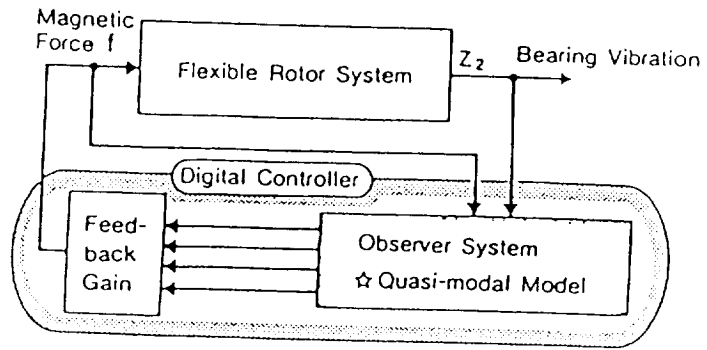 Magnetic
Force f
Flexible Rotor System
Z₂
Bearing Vibration
Digital Controller
Feed-
back
Gain
Observer System
☆ Quasi-modal Model